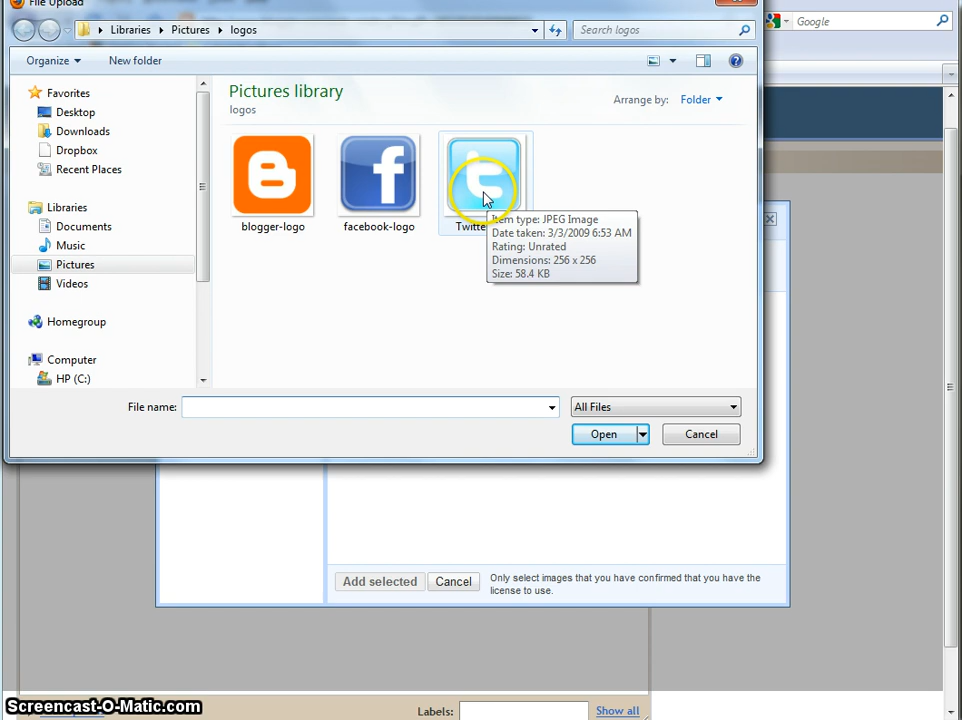 File Upload
Libraries Pictures logos
Search logos
Google
Organize
New folder
Favorites
Desktop
Downloads
Dropbox
Recent Places
Libraries
Documents
Music
Pictures
Videos
Homegroup
Computer
HP (C:)
Pictures library
logos
Arrange by: Folder
blogger-logo
facebook-logo
Item type: JPEG Image
Date taken: 3/3/2009 6:53 AM
Rating: Unrated
Dimensions: 256 x 256
Size: 58.4 KB
File name:
All Files
Open
Cancel
Add selected
Cancel
Only select images that you have confirmed that you have the
license to use.
Labels:
Show all
Screencast-O-Matic.com